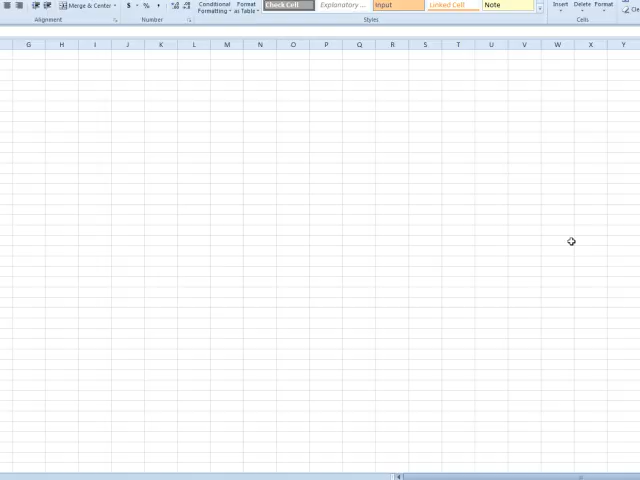 Merge & Center $ % , Conditional Format Check Cell Explanatory ... Input Linked Cell Note Insert Delete Format
Formatting as Table Cle
Alignment Number Styles Cells
G H I J K L M N O P Q R S T U V W X Y